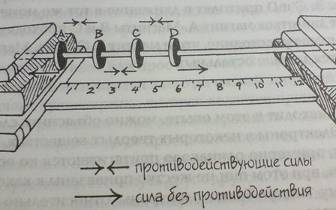 A B C D
1 2 3 4 5 6 7 8 9 10 11 12
противодействующие силы
сила без противодействия